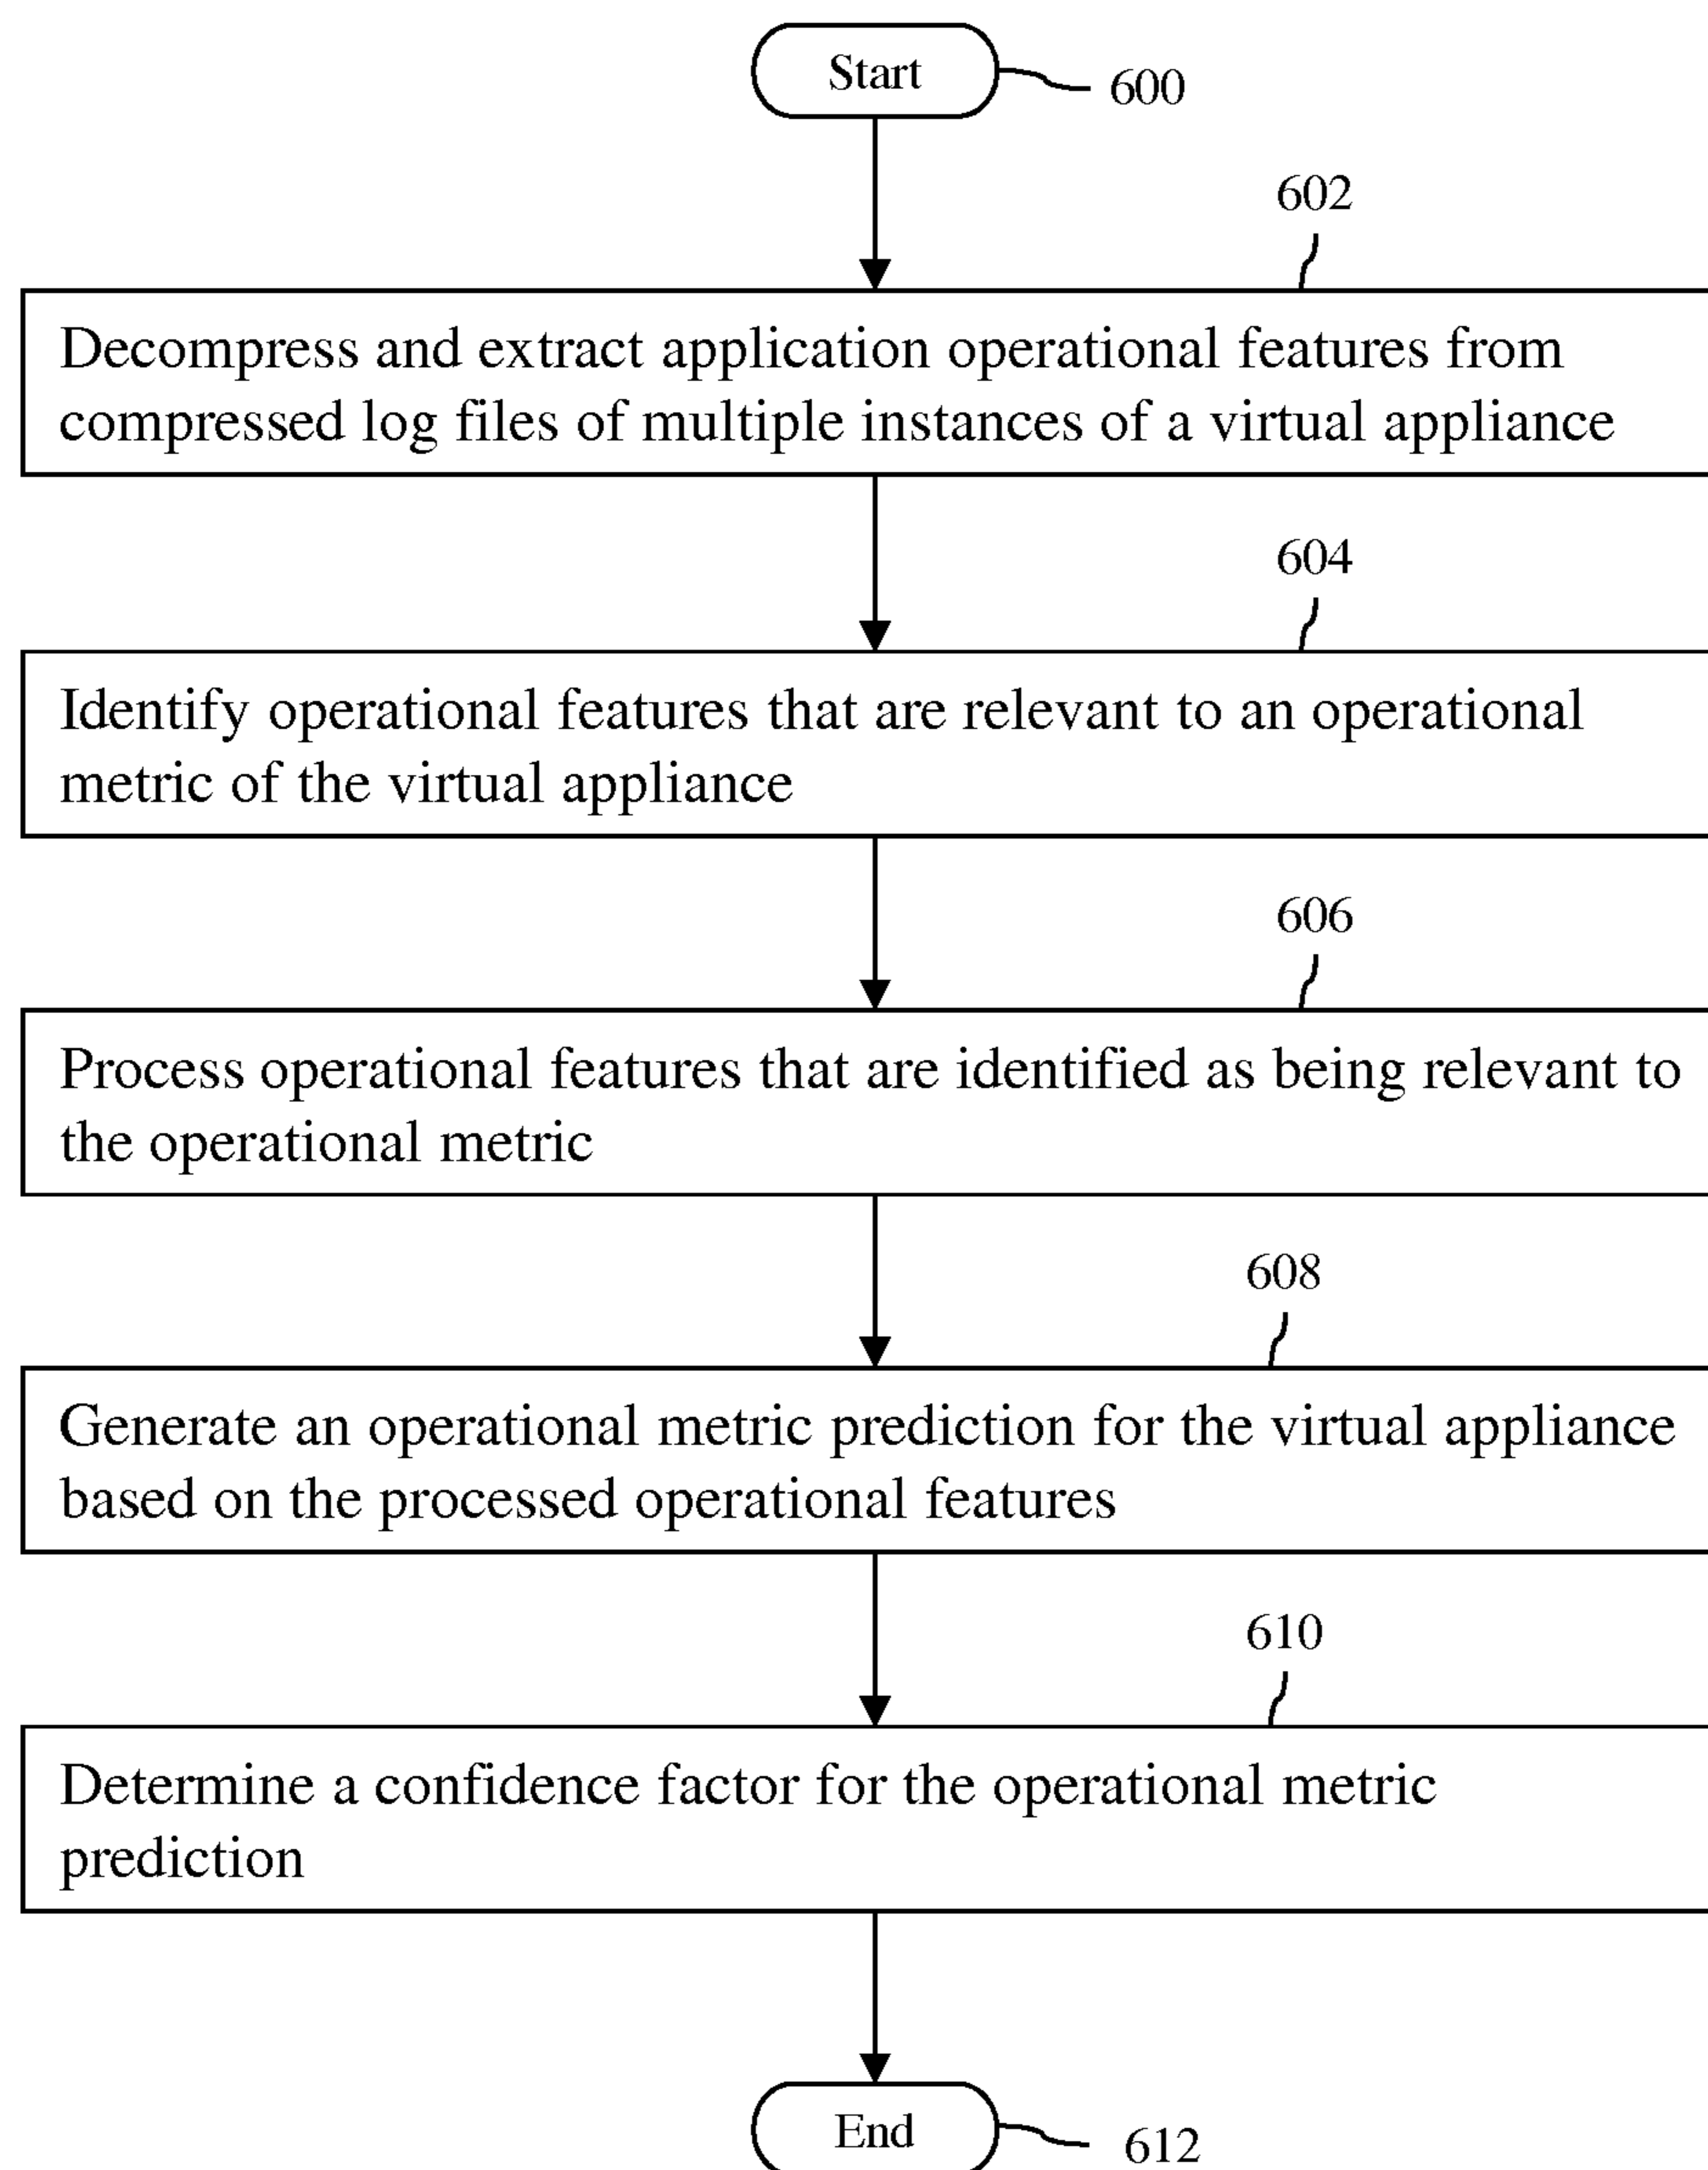 Start
600
602
Decompress and extract application operational features from
compressed log files of multiple instances of a virtual appliance
604
Identify operational features that are relevant to an operational
metric of the virtual appliance
606
Process operational features that are identified as being relevant to
the operational metric
608
Generate an operational metric prediction for the virtual appliance
based on the processed operational features
610
Determine a confidence factor for the operational metric
prediction
End
612